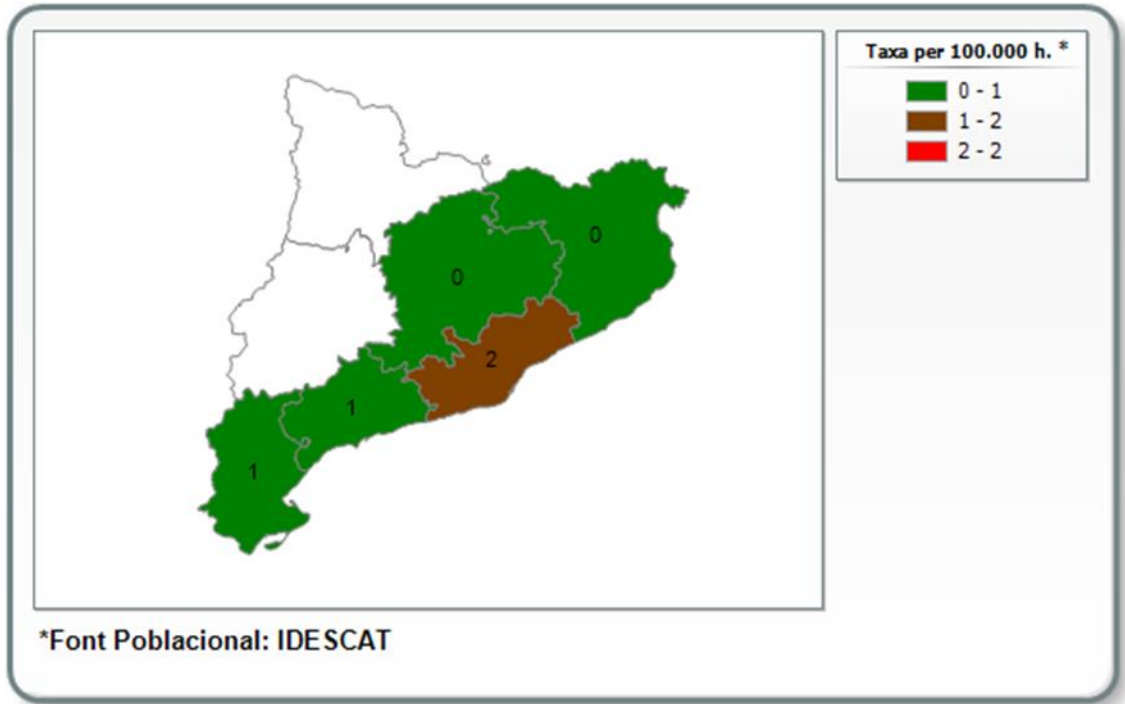 Taxa per 100.000 h. *
0 - 1
1 - 2
2 - 2
0
0
2
1
1
*Font Poblacional: IDESCAT